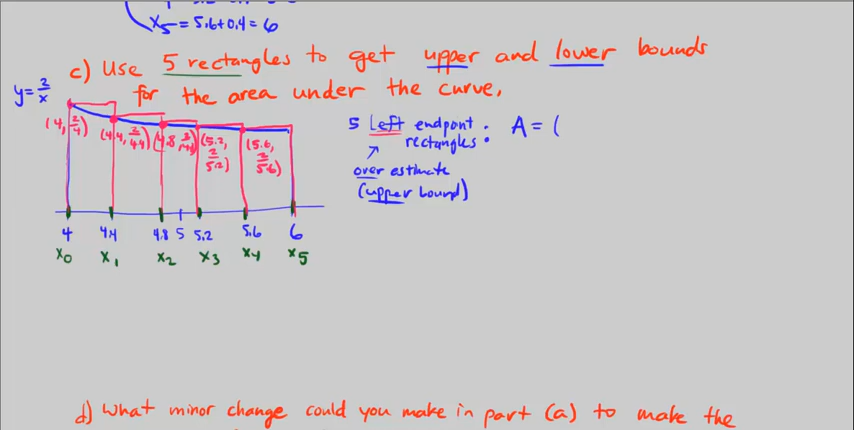 x5 = 5.6+0.4 = 6
c) Use 5 rectangles to get upper and lower bounds
for the area under the curve.
y = 2/x
(4, 2/4) (4.4, 2/4.4) (4.8, 2/4.8) (5.2, 2/5.2) (5.6, 2/5.6)
5 Left endpont rectangles: A = (
over estimate
(upper bound)
4 4.4 4.8 5 5.2 5.6 6
x0 x1 x2 x3 x4 x5
d) What minor change could you make in part (a) to make the